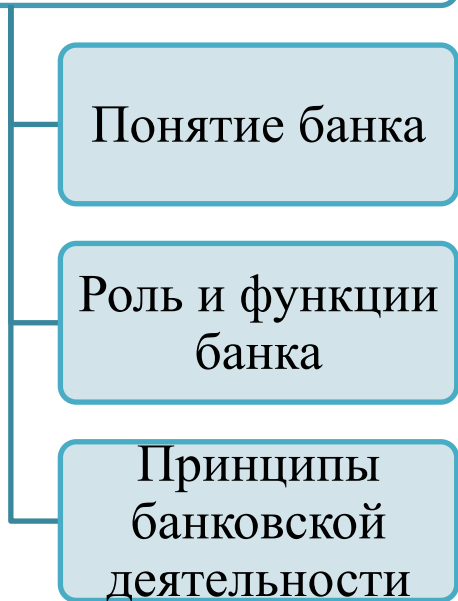 Понятие банка
Роль и функции
банка
Принципы
банковской
деятельности